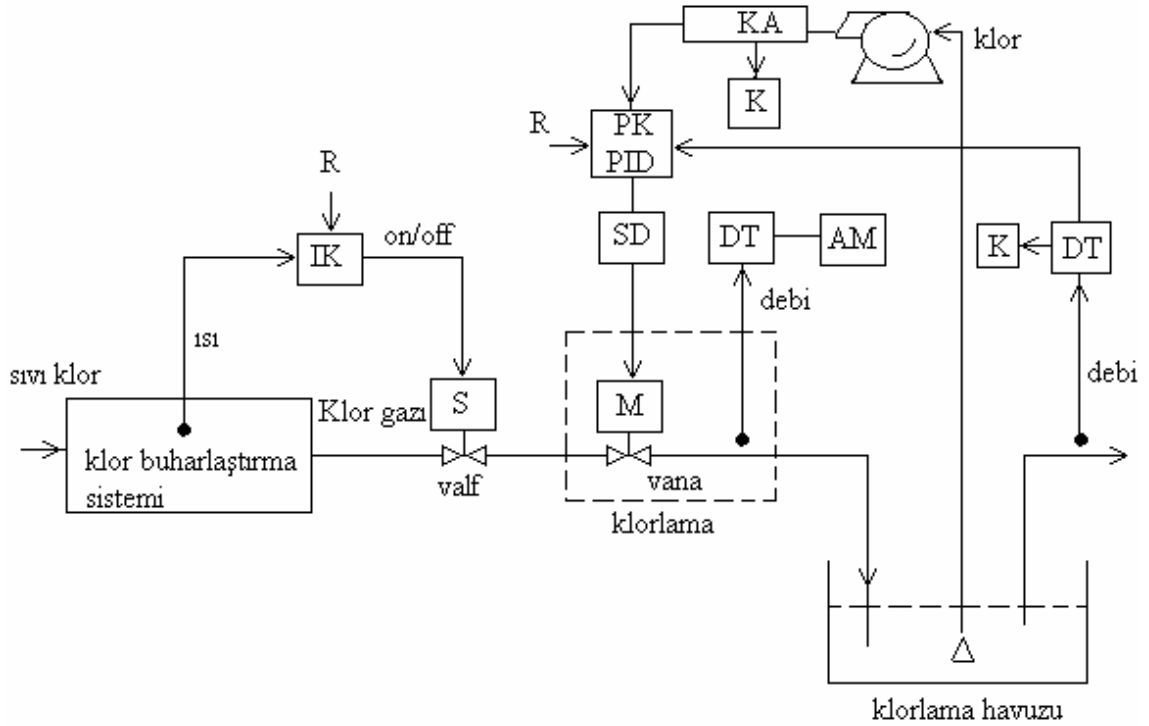 KA
klor
K
R
PK
PID
R
SD
DT
AM
K
DT
IK
on/off
debi
ısı
debi
sıvı klor
Klor gazı
S
M
klor buharlaştırma
sistemi
valf
vana
klorlama
klorlama havuzu